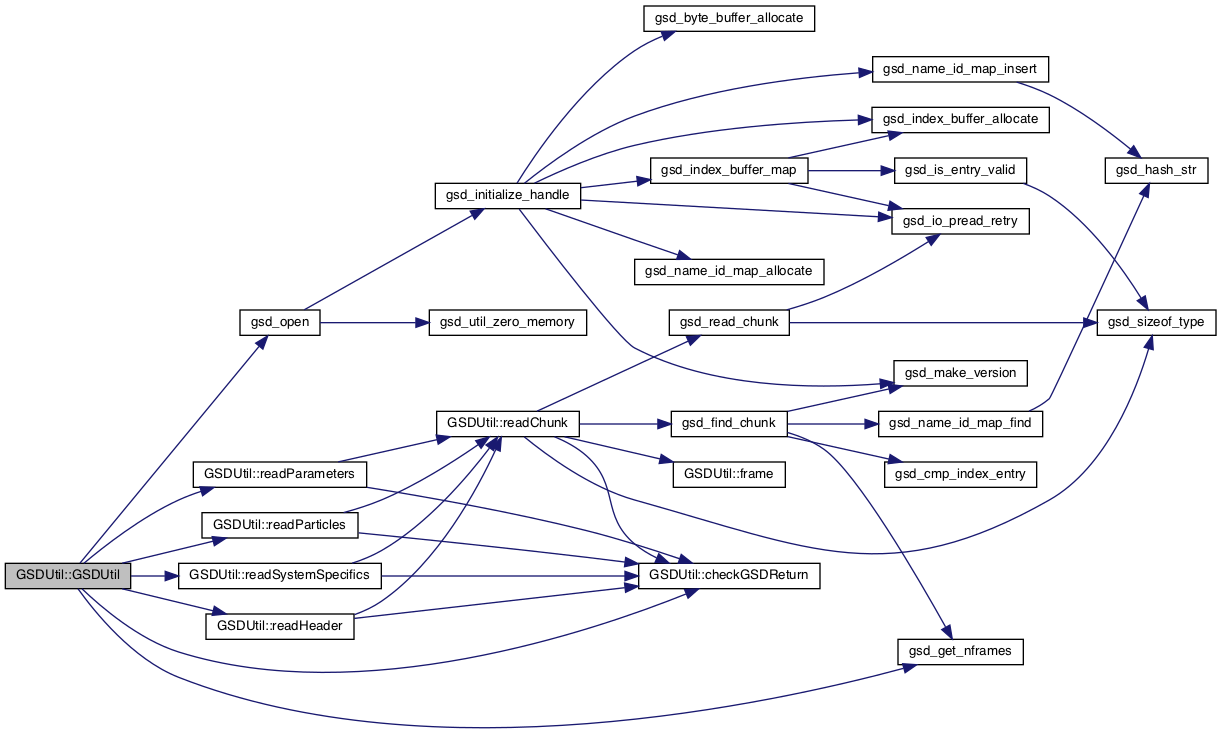 gsd_byte_buffer_allocate
gsd_name_id_map_insert
gsd_index_buffer_allocate
gsd_index_buffer_map
gsd_is_entry_valid
gsd_hash_str
gsd_initialize_handle
gsd_io_pread_retry
gsd_name_id_map_allocate
gsd_open
gsd_util_zero_memory
gsd_read_chunk
gsd_sizeof_type
gsd_make_version
GSDUtil::readChunk
gsd_find_chunk
gsd_name_id_map_find
GSDUtil::readParameters
GSDUtil::frame
gsd_cmp_index_entry
GSDUtil::readParticles
GSDUtil::GSDUtil
GSDUtil::readSystemSpecifics
GSDUtil::checkGSDReturn
GSDUtil::readHeader
gsd_get_nframes